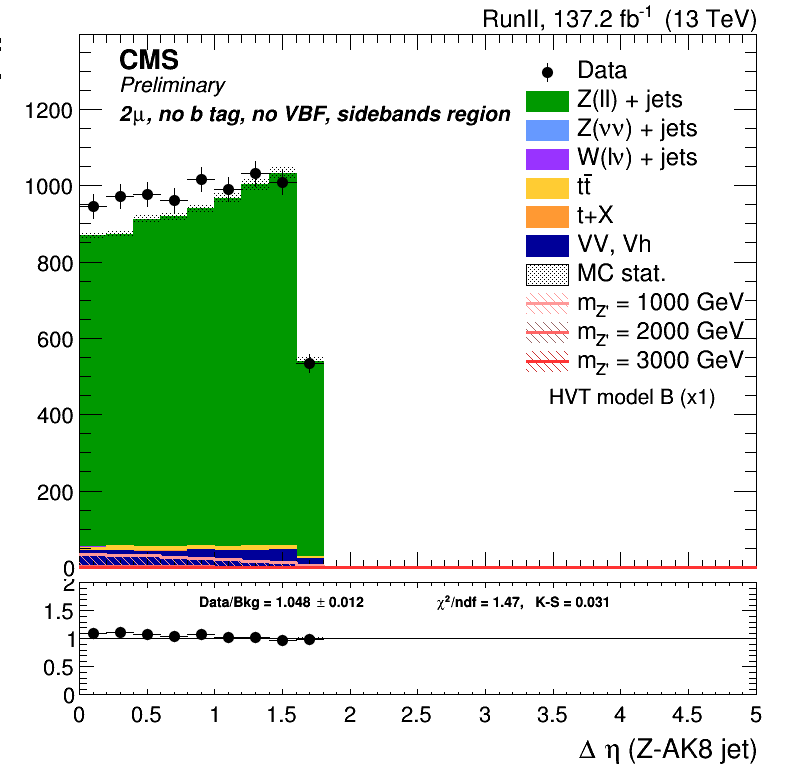 RunII, 137.2 fb⁻¹ (13 TeV)
CMS
Preliminary
2μ, no b tag, no VBF, sidebands region
Data
Z(ll) + jets
Z(νν) + jets
W(lν) + jets
tt̄
t+X
VV, Vh
MC stat.
m_Z' = 1000 GeV
m_Z' = 2000 GeV
m_Z' = 3000 GeV
HVT model B (x1)
1200
1000
800
600
400
200
0
Data/Bkg = 1.048 ± 0.012
χ²/ndf = 1.47, K-S = 0.031
2
1.5
1
0.5
0
0 0.5 1 1.5 2 2.5 3 3.5 4 4.5 5
Δ η (Z-AK8 jet)